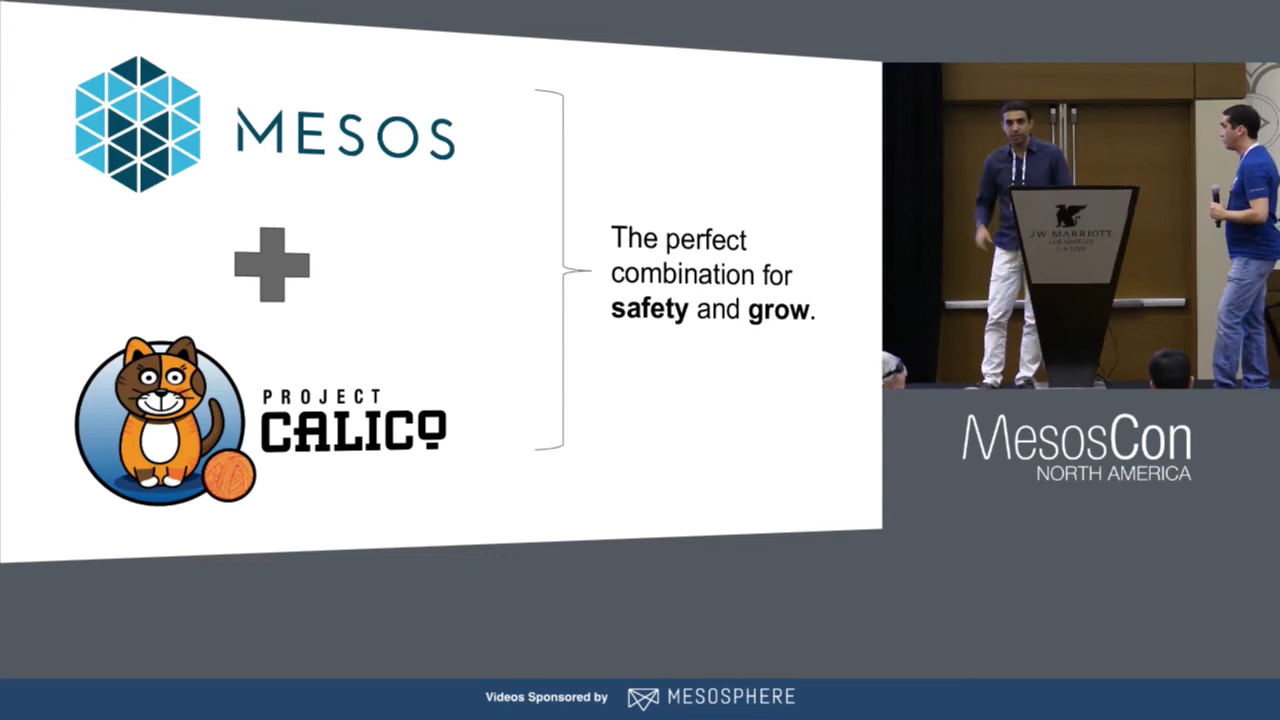 MESOS
PROJECT
CALICO
The perfect
combination for
safety and grow.
JW MARRIOTT
LOS ANGELES
L.A. LIVE
MesosCon
NORTH AMERICA
Videos Sponsored by MESOSPHERE